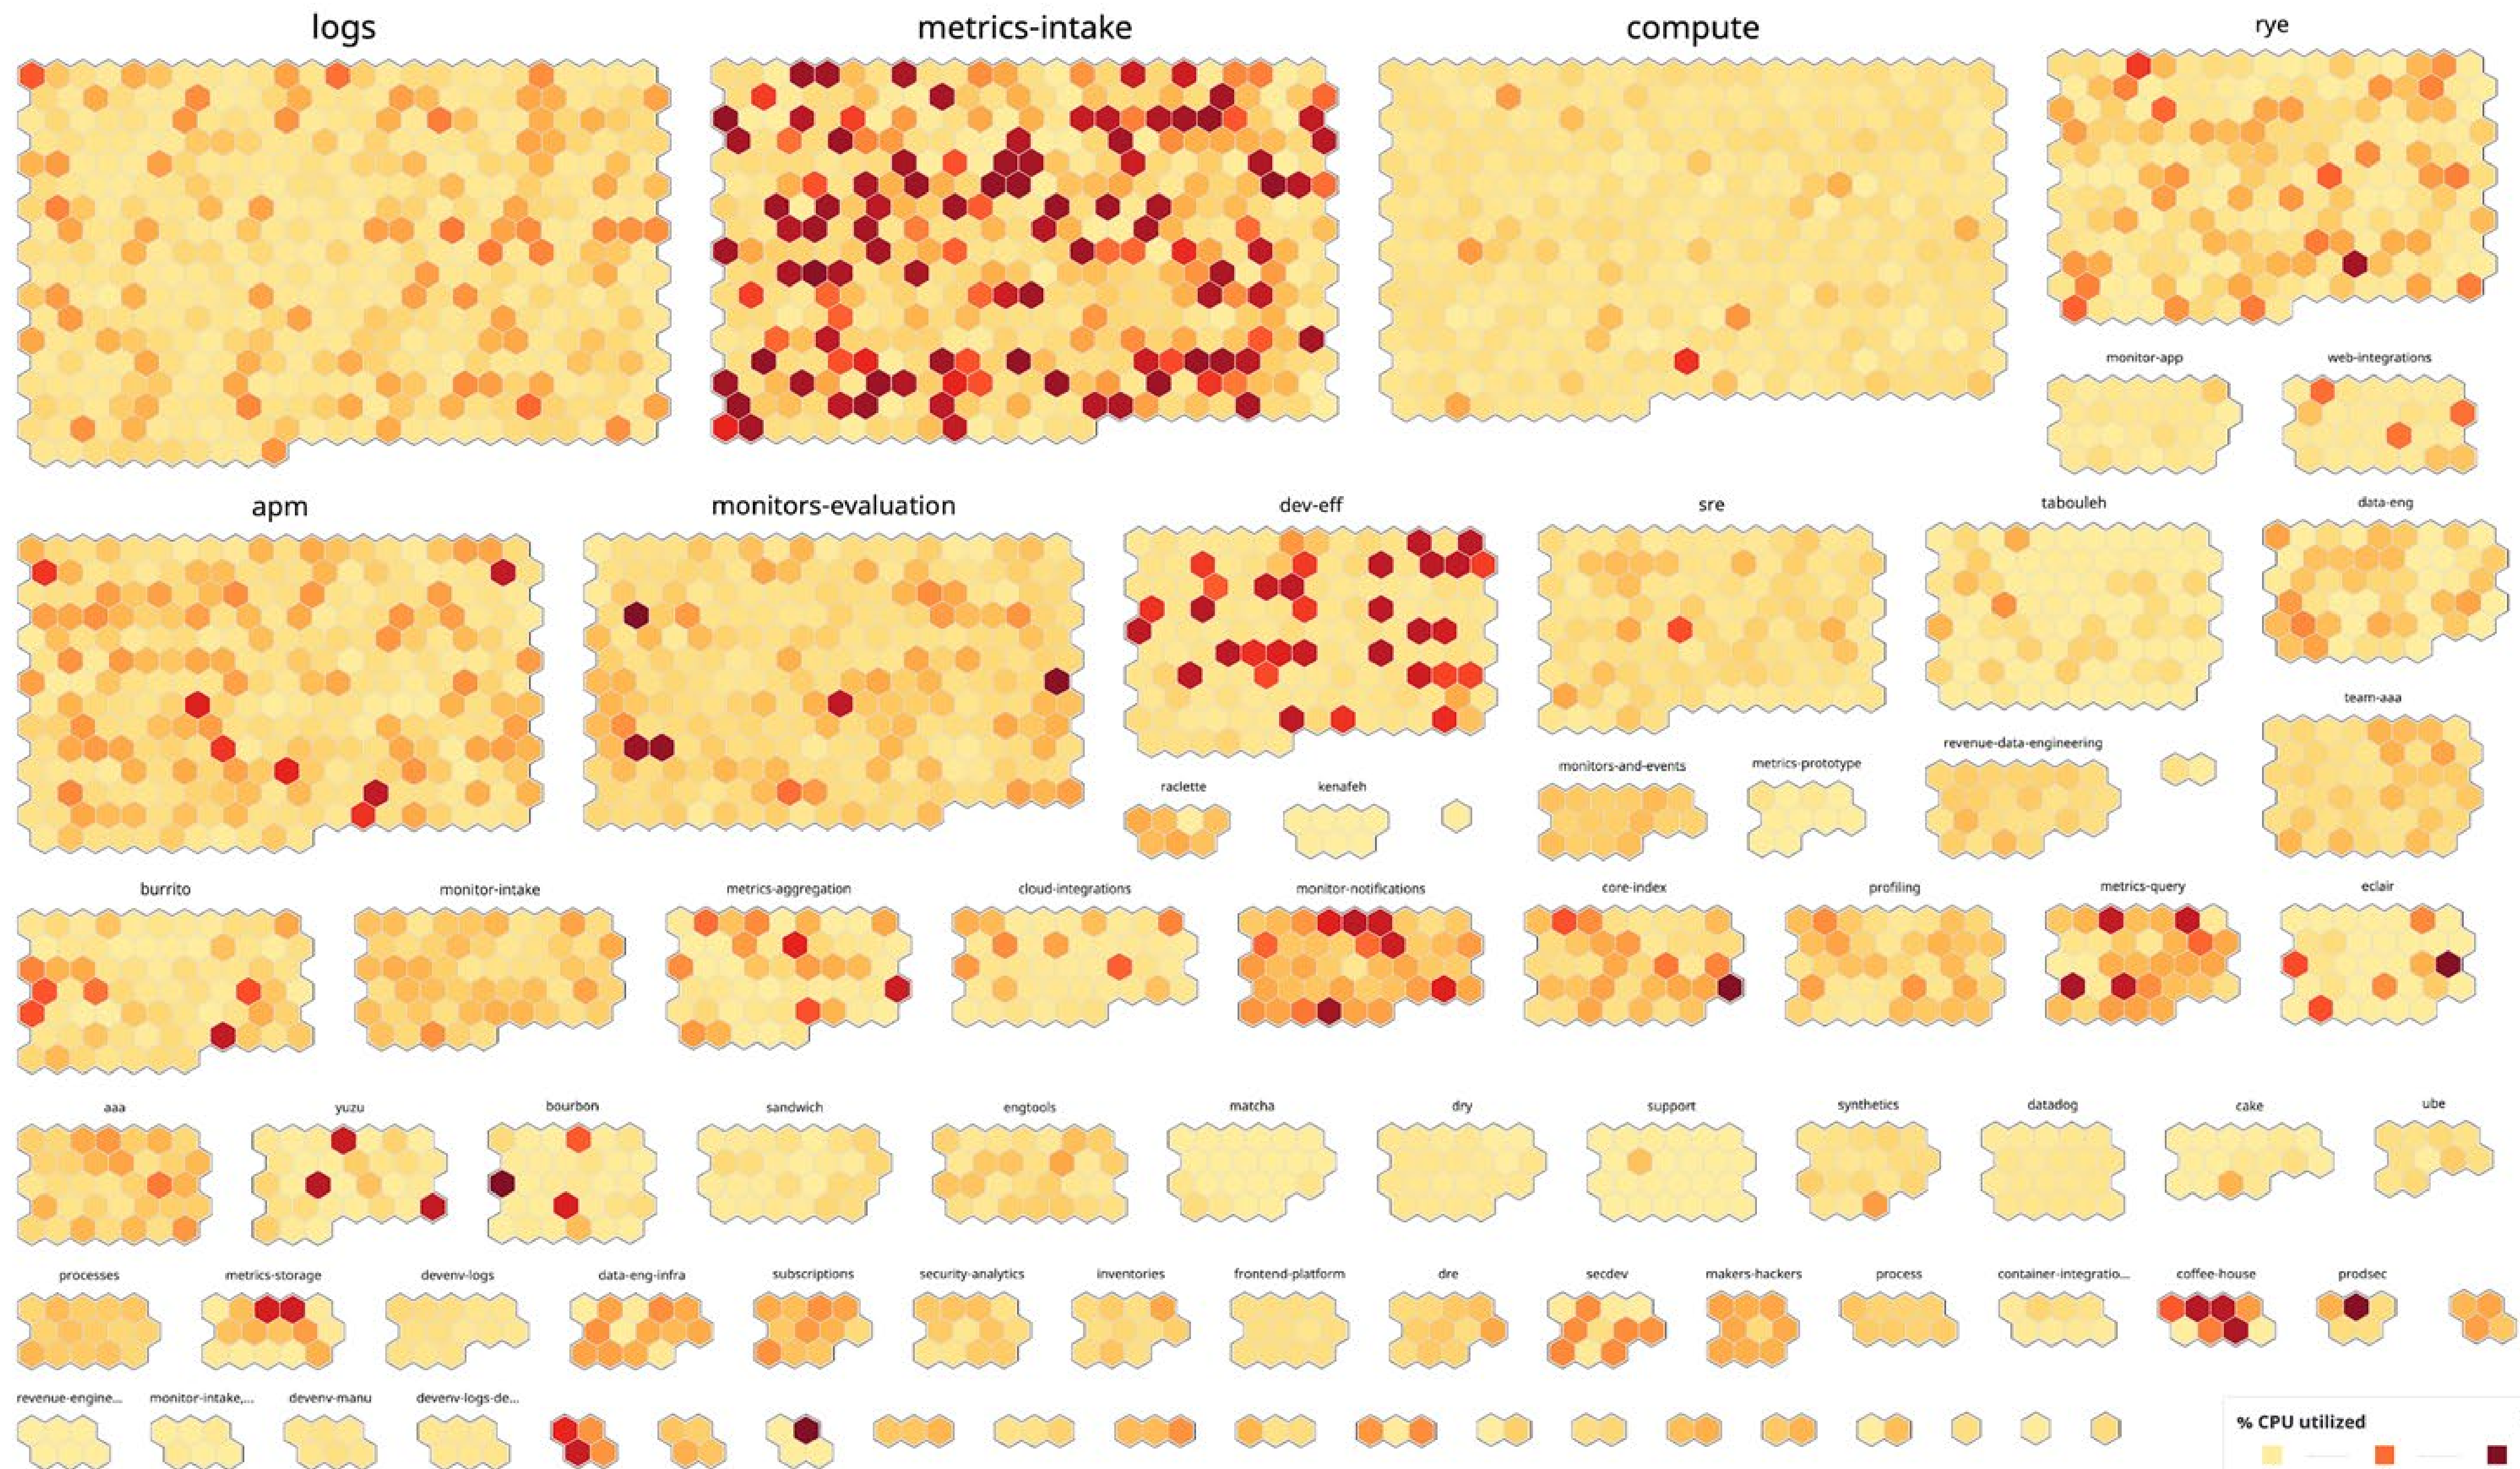 logs
metrics-intake
compute
rye
monitor-app
web-integrations
apm
monitors-evaluation
dev-eff
sre
tabouleh
data-eng
team-aaa
revenue-data-engineering
monitors-and-events
metrics-prototype
raclette
kenafeh
burrito
monitor-intake
metrics-aggregation
cloud-integrations
monitor-notifications
core-index
profiling
metrics-query
eclair
aaa
yuzu
bourbon
sandwich
engtools
matcha
dry
support
synthetics
datadog
cake
ube
processes
metrics-storage
devenv-logs
data-eng-infra
subscriptions
security-analytics
inventories
frontend-platform
dre
secdev
makers-hackers
process
container-integratio...
coffee-house
prodsec
revenue-engine...
monitor-intake,...
devenv-manu
devenv-logs-de...
% CPU utilized